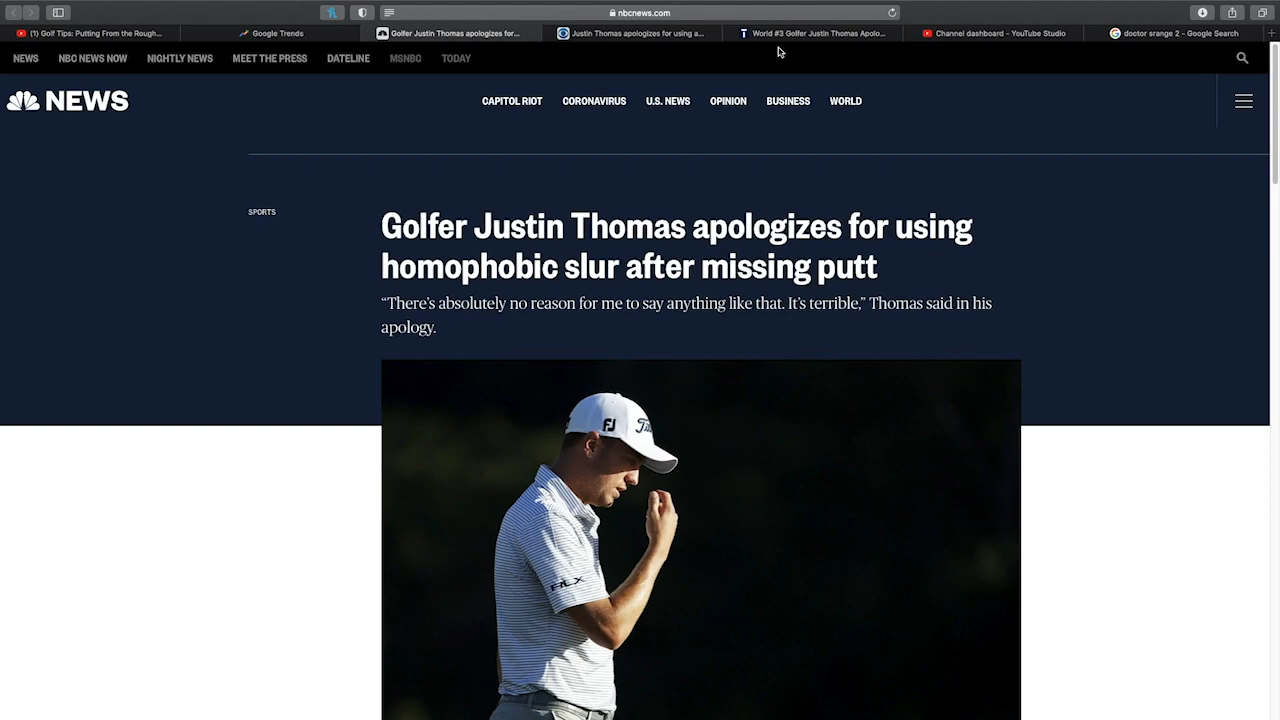 nbcnews.com
(1) Golf Tips: Putting From the Rough...
Google Trends
Golfer Justin Thomas apologizes for...
Justin Thomas apologizes for using a...
World #3 Golfer Justin Thomas Apolo...
Channel dashboard - YouTube Studio
doctor srange 2 - Google Search
NEWS NBC NEWS NOW NIGHTLY NEWS MEET THE PRESS DATELINE MSNBC TODAY
NEWS
CAPITOL RIOT CORONAVIRUS U.S. NEWS OPINION BUSINESS WORLD
SPORTS
Golfer Justin Thomas apologizes for using
homophobic slur after missing putt
“There’s absolutely no reason for me to say anything like that. It’s terrible,” Thomas said in his
apology.
FJ
RLX